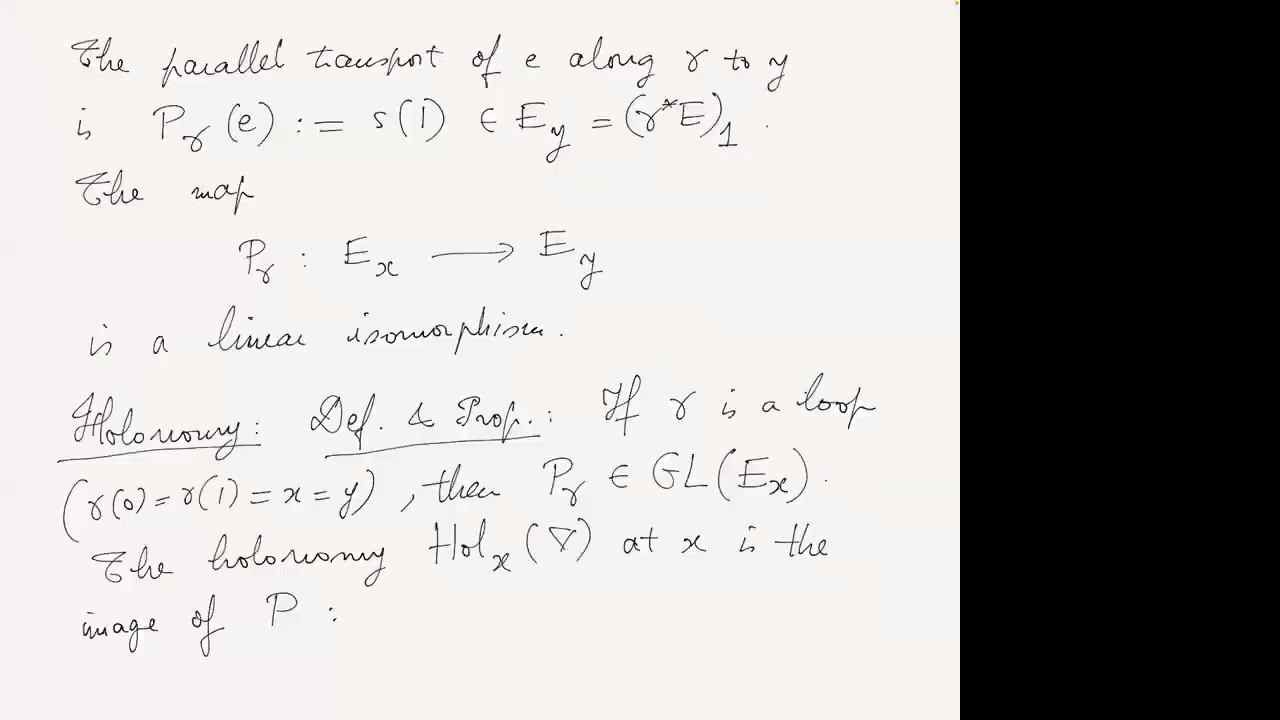 The parallel transport of e along γ to y
is P_γ(e) := s(1) ∈ E_y = (γ*E)_1 .
The map
P_γ : E_x ⟶ E_y
is a linear isomorphism.
Holonomy: Def. & Prop.: If γ is a loop
(γ(0) = γ(1) = x = y), then P_γ ∈ GL(E_x).
The holonomy Hol_x(∇) at x is the
image of P :